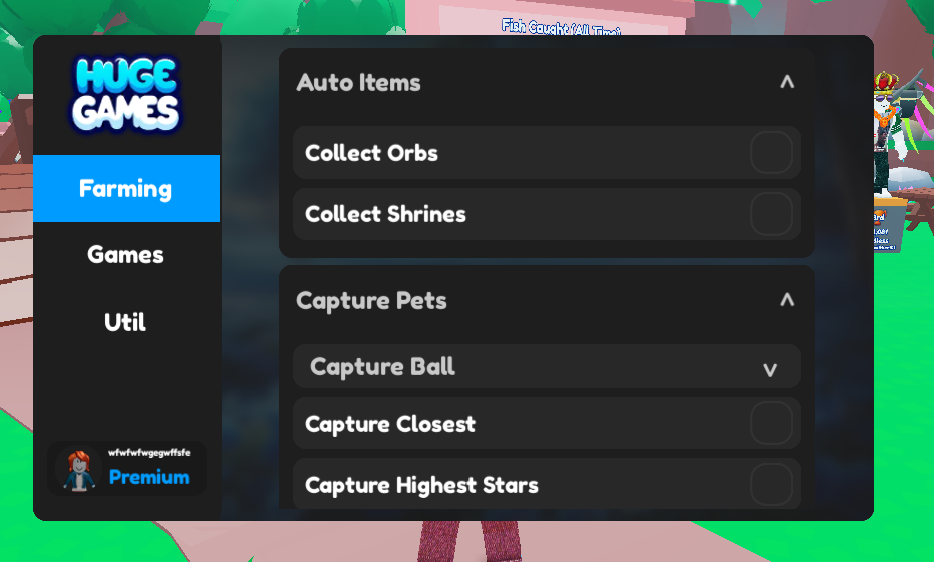 Fish Caught (All Time)
HUGE
GAMES
Farming
Games
Util
wfwfwfwgegwffsfe
Premium
Auto Items
^
Collect Orbs
Collect Shrines
Capture Pets
^
Capture Ball
v
Capture Closest
Capture Highest Stars